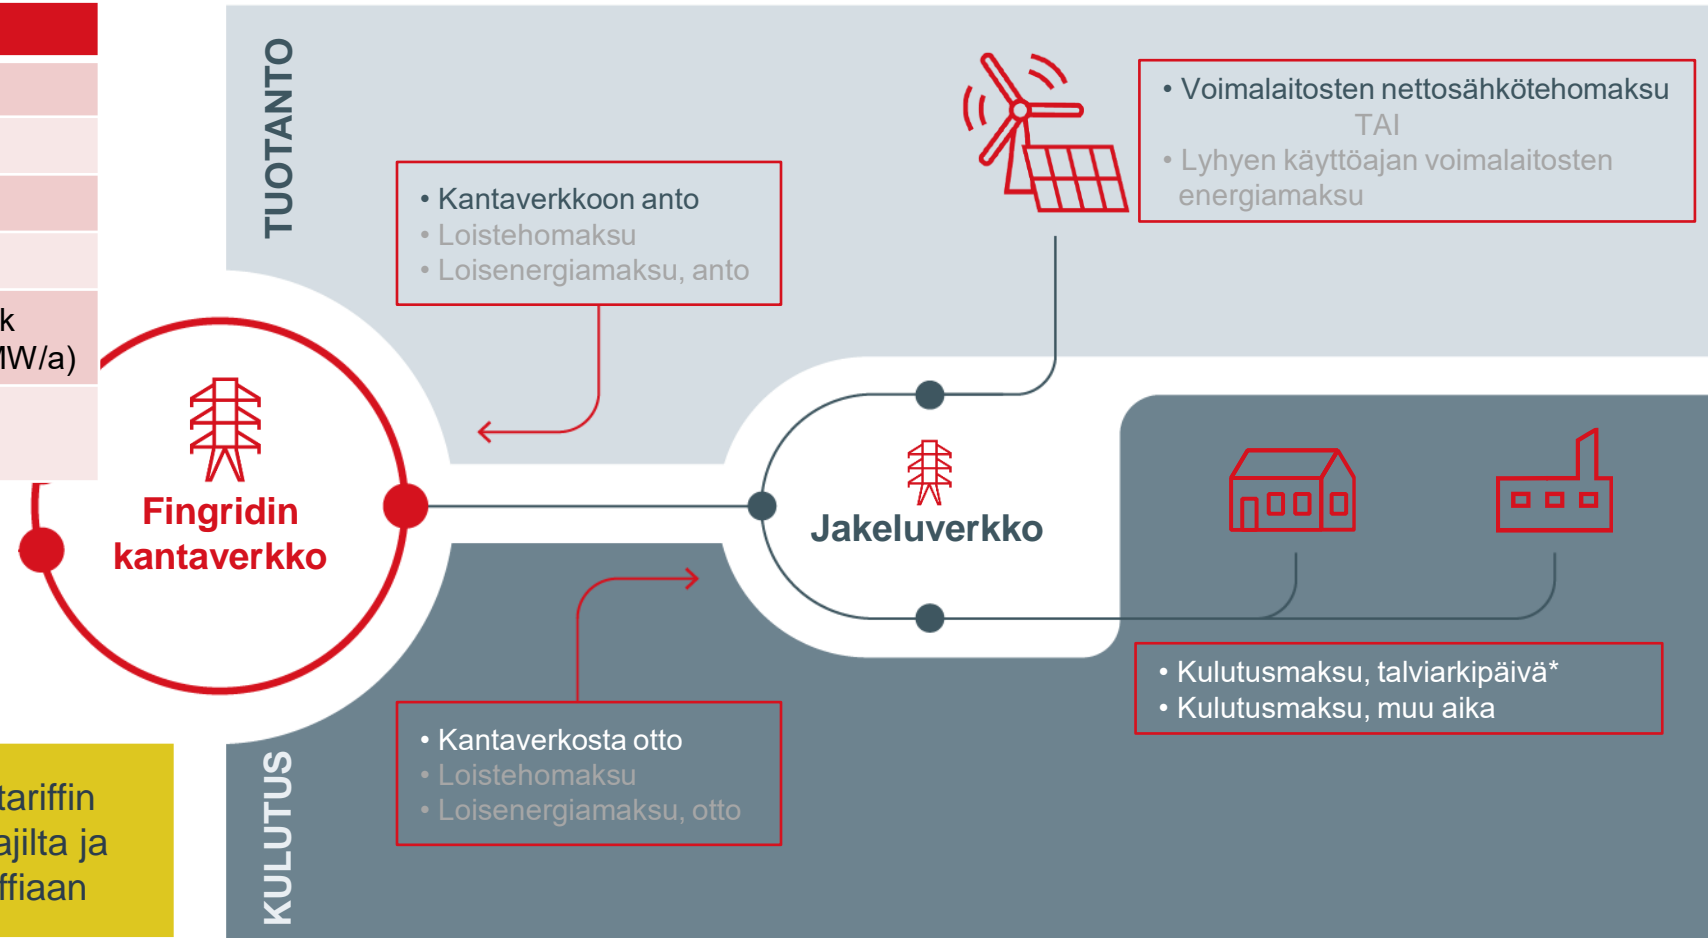 k
MW/a)
tariffin
ajilta ja
ffiaan
TUOTANTO
• Kantaverkkoon anto
• Loistehomaksu
• Loisenergiamaksu, anto
• Voimalaitosten nettosähkötehomaksu
TAI
• Lyhyen käyttöajan voimalaitosten
energiamaksu
Fingridin
kantaverkko
Jakeluverkko
KULUTUS
• Kantaverkosta otto
• Loistehomaksu
• Loisenergiamaksu, otto
• Kulutusmaksu, talviarkipäivä*
• Kulutusmaksu, muu aika